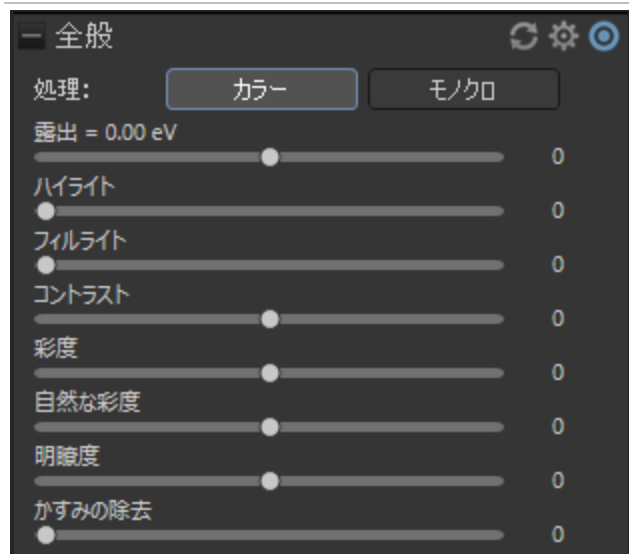 全般
処理: カラー モノクロ
露出 = 0.00 eV
0
ハイライト
0
フィルライト
0
コントラスト
0
彩度
0
自然な彩度
0
明瞭度
0
かすみの除去
0